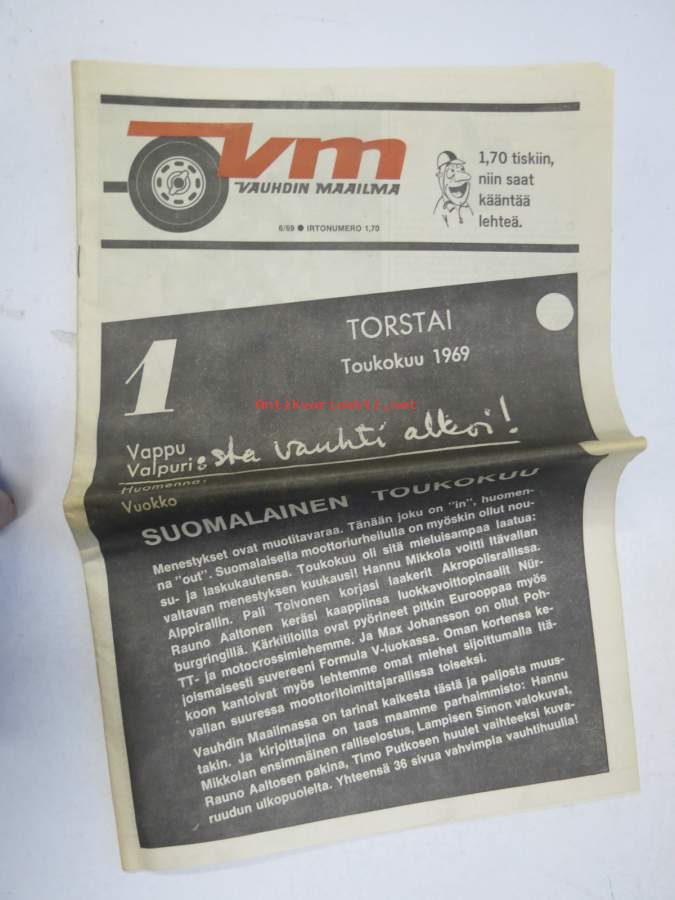 vm
VAUHDIN MAAILMA
6/69 ● IRTONUMERO 1,70
1,70 tiskiin,
niin saat
kääntää
lehteä.
1
TORSTAI
Toukokuu 1969
Antikvariaatti.net
Vappu
Valpuri :sta vauhti alkoi!
Huomenna:
Vuokko
SUOMALAINEN TOUKOKUU
Menestykset ovat muotitavaraa. Tänään joku on "in", huomen-
na "out". Suomalaisella moottoriurheilulla on myöskin ollut nou-
su- ja laskukautensa. Toukokuu oli sitä mieluisampaa laatua:
valtavan menestyksen kuukausi! Hannu Mikkola voitti Itävallan
Alppirallin. Pali Toivonen korjasi laakerit Akropolisrallissa.
Rauno Aaltonen keräsi kaappiinsa luokkavoittopinaalit Nür-
burgringillä. Kärkitiloilla ovat pyörineet pitkin Eurooppaa myös
TT- ja motocrossimiehemme. Ja Max Johansson on ollut Poh-
joismaisesti suvereeni Formula V-luokassa. Oman kortensa ke-
koon kantoivat myös lehtemme omat miehet sijoittumalla Itä-
vallan suuressa moottoritoimittajarallissa toiseksi.
Vauhdin Maailmassa on tarinat kaikesta tästä ja paljosta muus-
takin. Ja kirjoittajina on taas maamme parhaimmisto: Hannu
Mikkolan ensimmäinen ralliselostus, Lampisen Simon valokuvat,
Rauno Aaltosen pakina, Timo Putkosen huulet vaihteeksi kuva-
ruudun ulkopuolelta. Yhteensä 36 sivua vahvimpia vauhtihuulia!